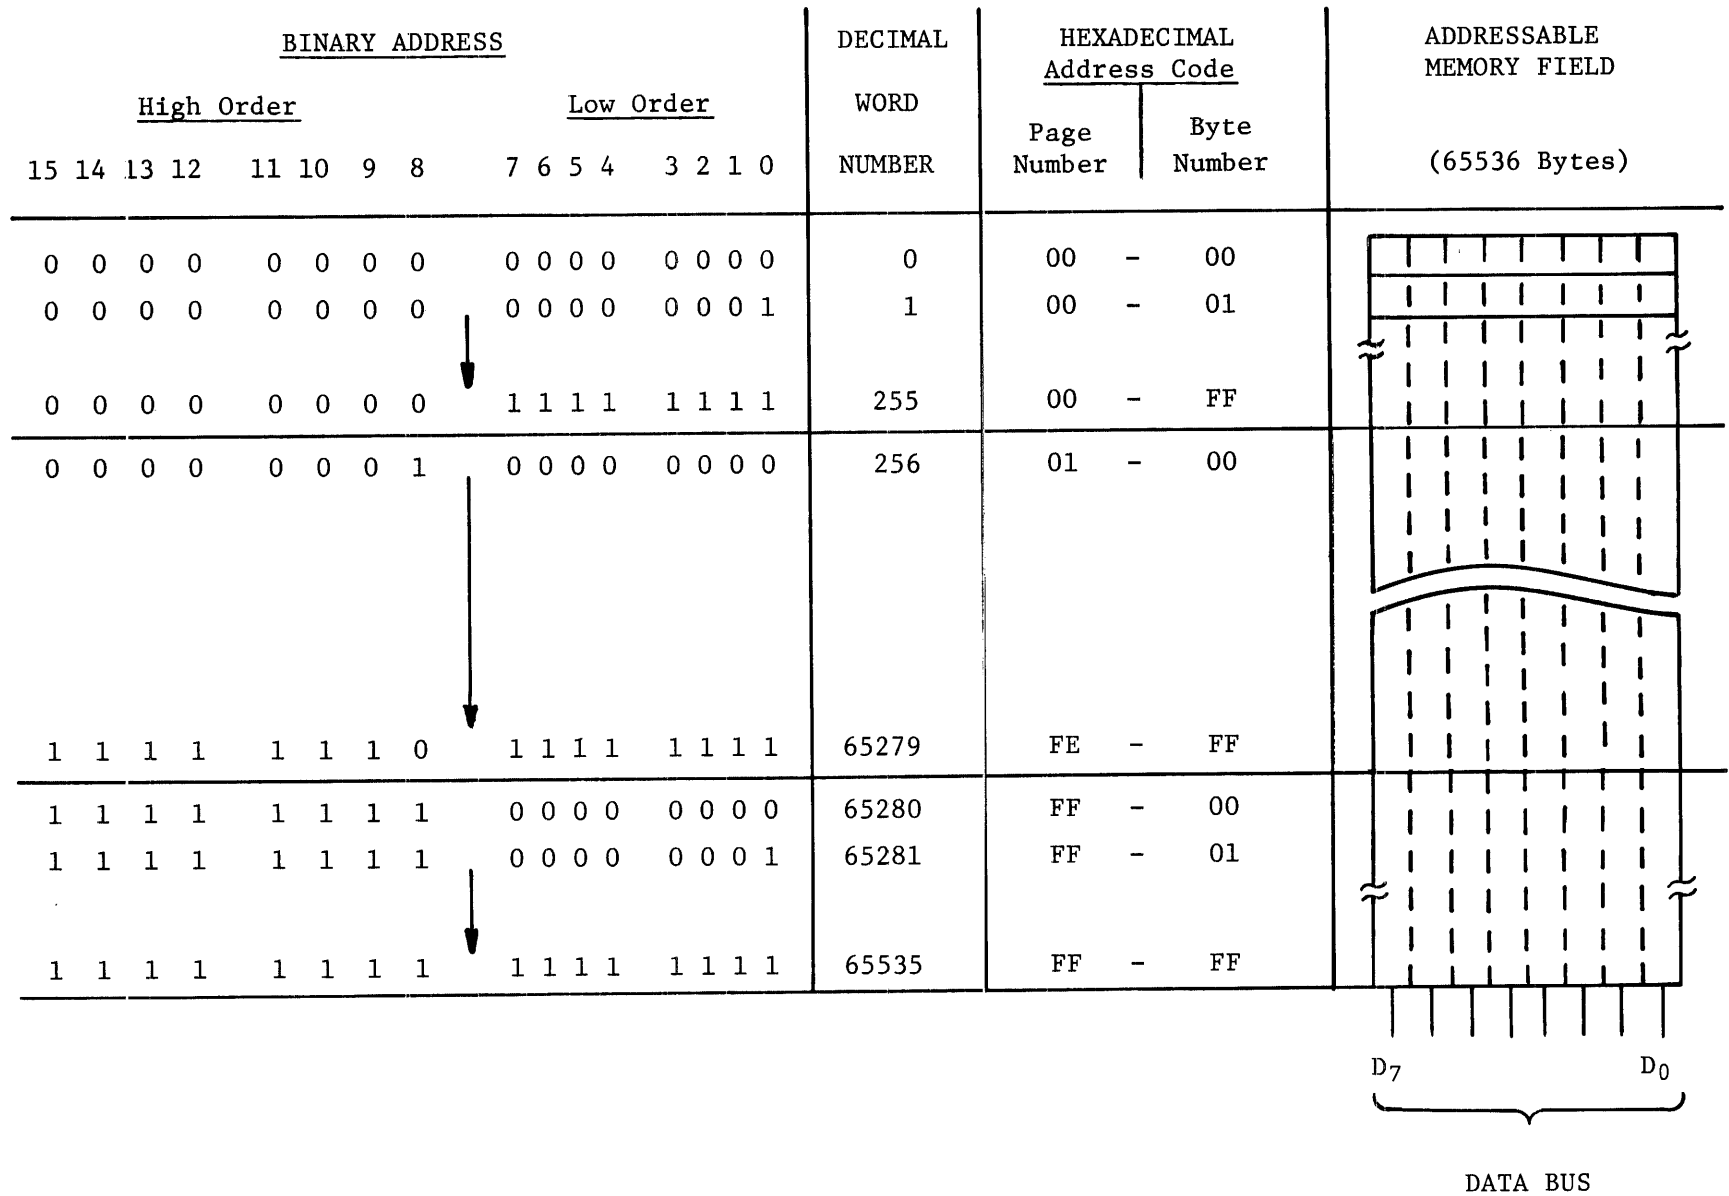 BINARY ADDRESS
High Order Low Order
15 14 13 12 11 10 9 8 7 6 5 4 3 2 1 0
DECIMAL
WORD
NUMBER
HEXADECIMAL
Address Code
Page
Number
Byte
Number
ADDRESSABLE
MEMORY FIELD
(65536 Bytes)
0 0 0 0 0 0 0 0 0 0 0 0 0 0 0 0 0 00 - 00
0 0 0 0 0 0 0 0 0 0 0 0 0 0 0 1 1 00 - 01
0 0 0 0 0 0 0 0 1 1 1 1 1 1 1 1 255 00 - FF
0 0 0 0 0 0 0 1 0 0 0 0 0 0 0 0 256 01 - 00
1 1 1 1 1 1 1 0 1 1 1 1 1 1 1 1 65279 FE - FF
1 1 1 1 1 1 1 1 0 0 0 0 0 0 0 0 65280 FF - 00
1 1 1 1 1 1 1 1 0 0 0 0 0 0 0 1 65281 FF - 01
1 1 1 1 1 1 1 1 1 1 1 1 1 1 1 1 65535 FF - FF
D7 D0
DATA BUS